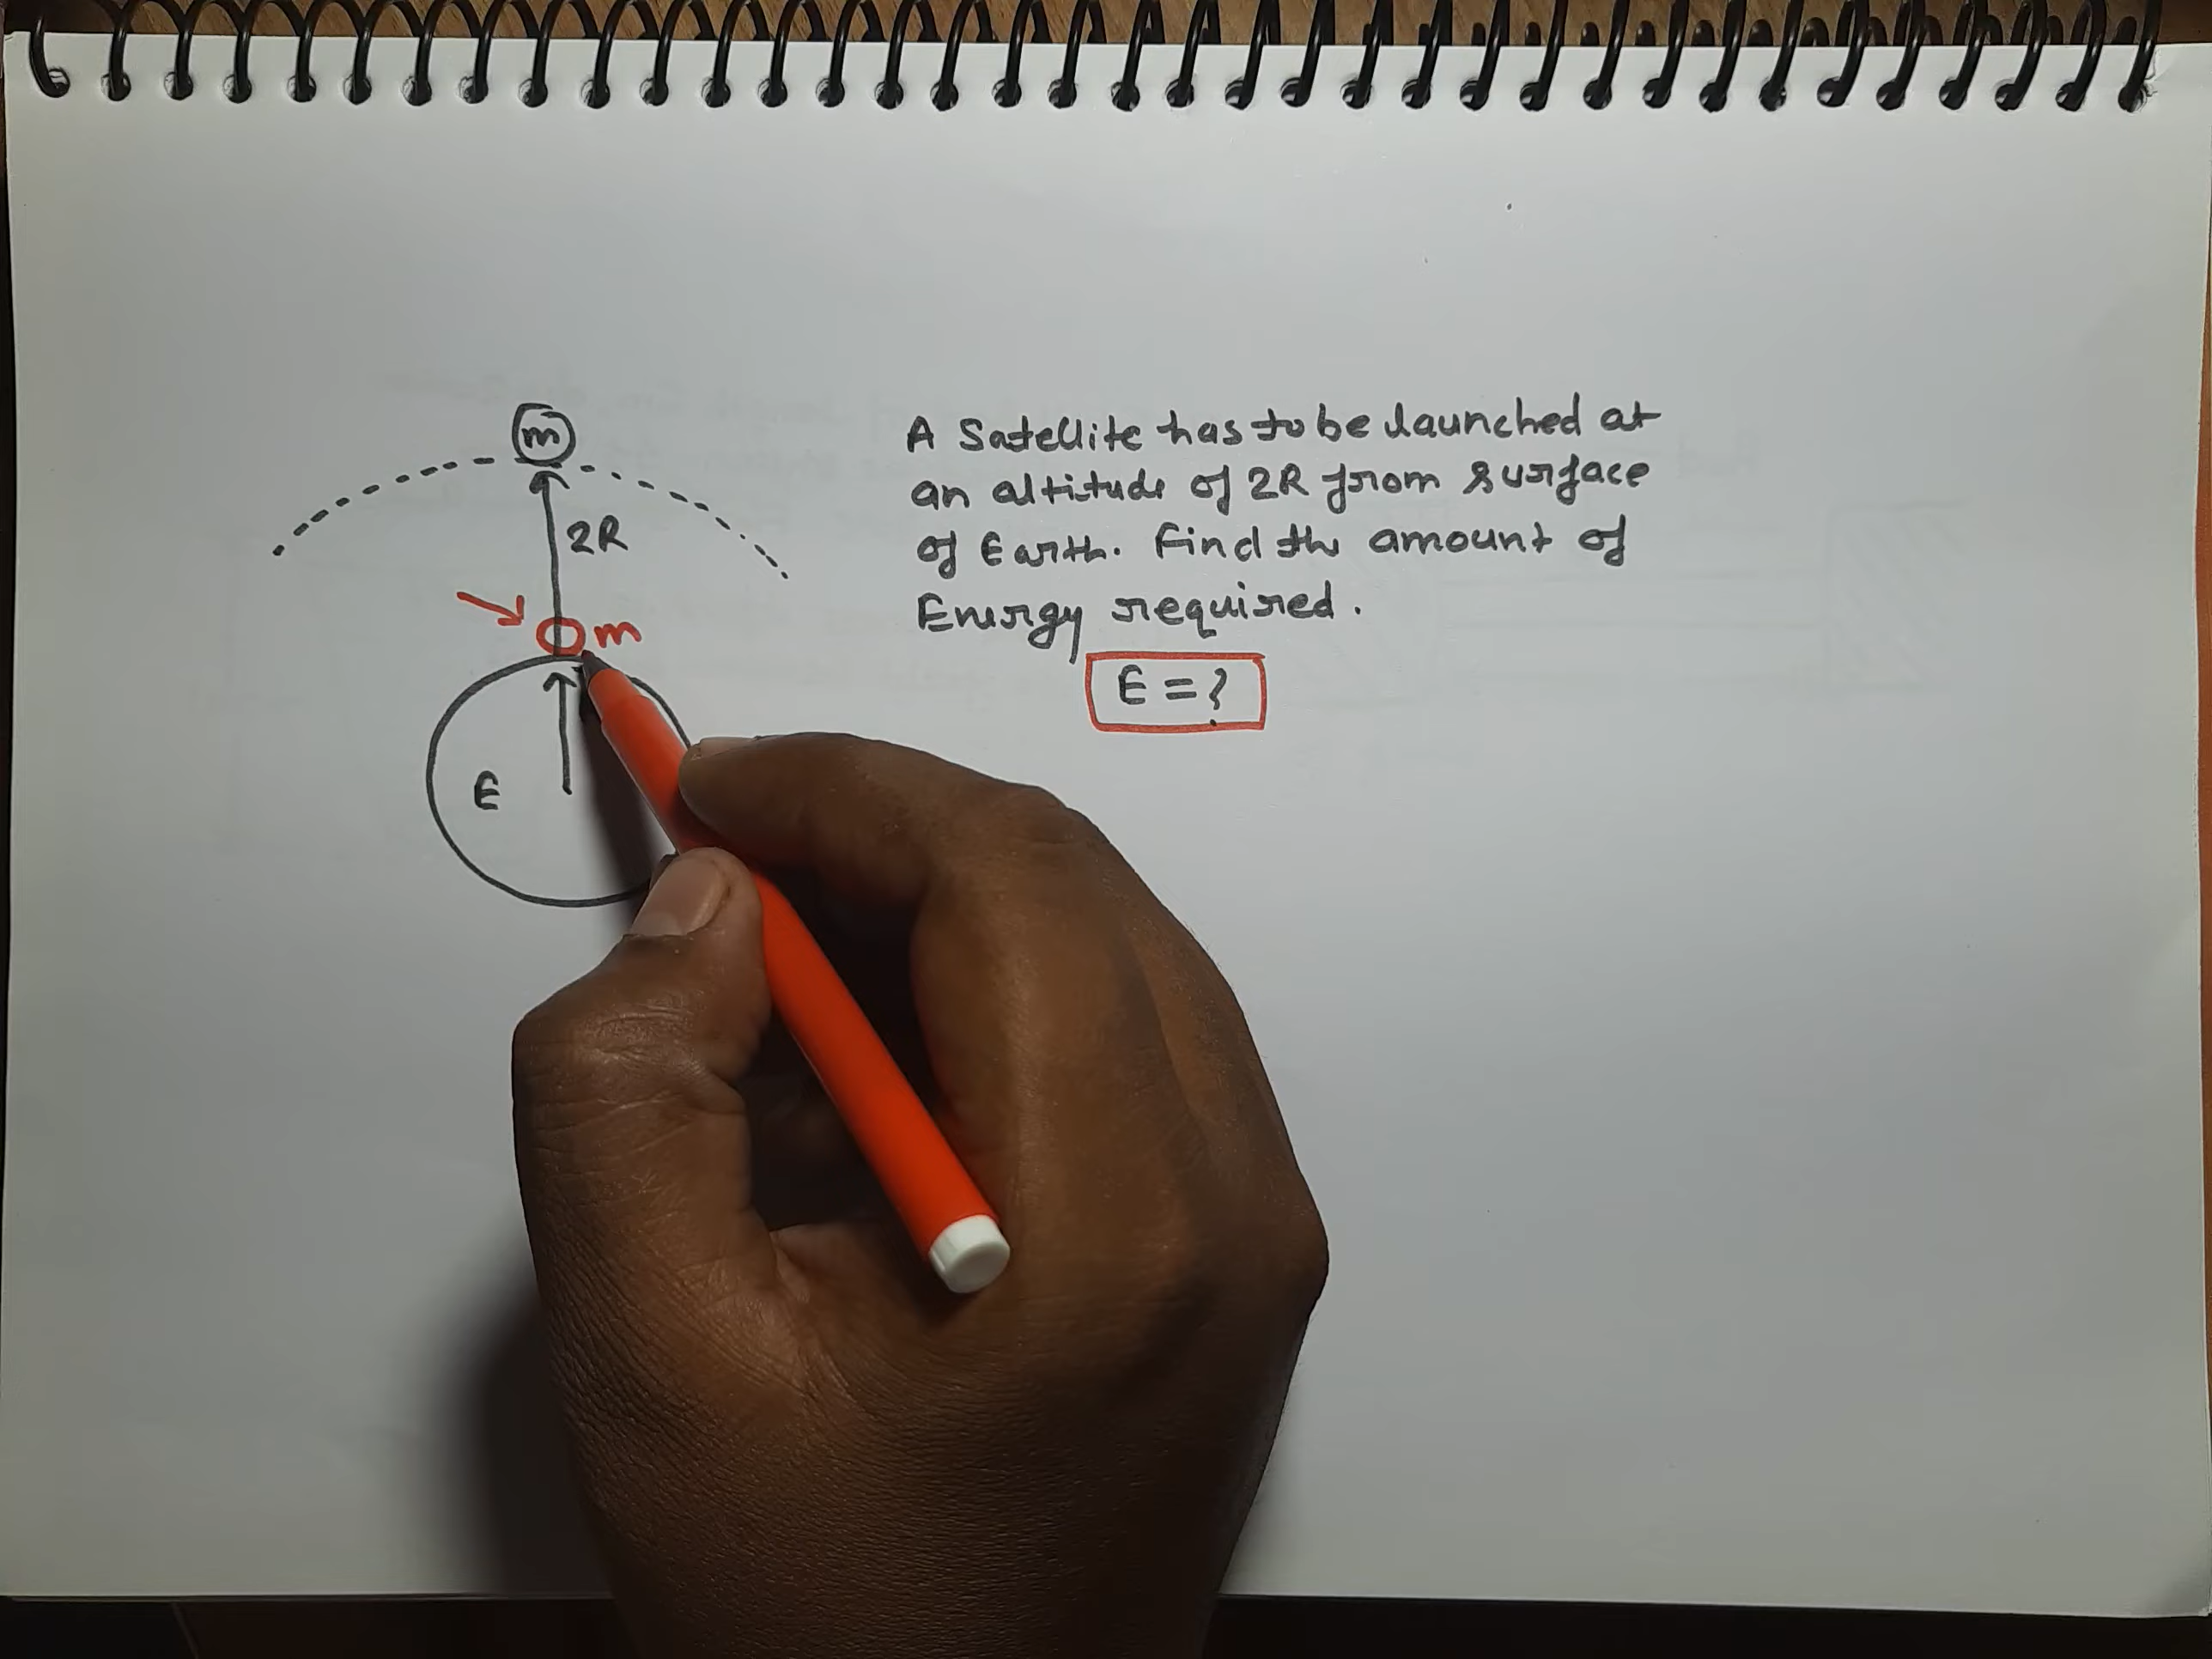 m
2R
m
E
A Satellite has to be launched at
an altitude of 2R from surface
of Earth. Find the amount of
Energy required.
E = ?